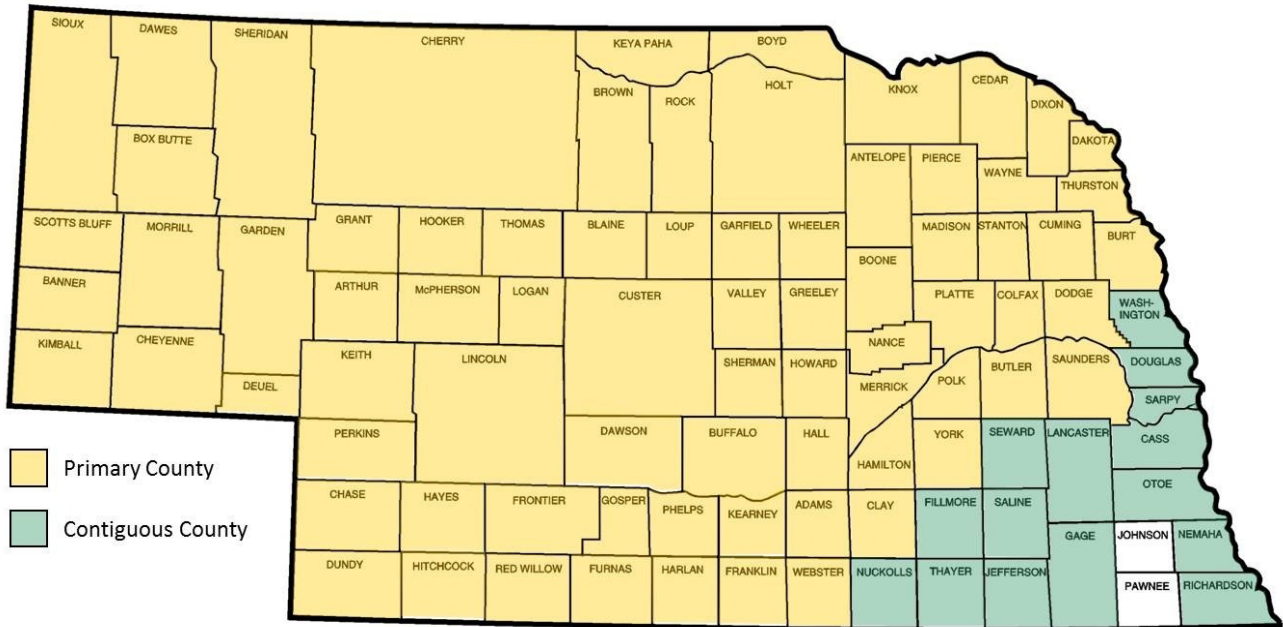 SIOUX
DAWES
SHERIDAN
CHERRY
KEYA PAHA
BOYD
BROWN
ROCK
HOLT
KNOX
CEDAR
DIXON
DAKOTA
BOX BUTTE
ANTELOPE
PIERCE
WAYNE
THURSTON
SCOTTS BLUFF
MORRILL
GARDEN
GRANT
HOOKER
THOMAS
BLAINE
LOUP
GARFIELD
WHEELER
MADISON
STANTON
CUMING
BURT
BOONE
BANNER
ARTHUR
McPHERSON
LOGAN
CUSTER
VALLEY
GREELEY
PLATTE
COLFAX
DODGE
WASH-
INGTON
KIMBALL
CHEYENNE
KEITH
LINCOLN
NANCE
SHERMAN
HOWARD
MERRICK
POLK
BUTLER
SAUNDERS
DOUGLAS
DEUEL
SARPY
PERKINS
DAWSON
BUFFALO
HALL
HAMILTON
YORK
SEWARD
LANCASTER
CASS
Primary County
CHASE
HAYES
FRONTIER
GOSPER
PHELPS
KEARNEY
ADAMS
CLAY
FILLMORE
SALINE
OTOE
Contiguous County
GAGE
JOHNSON
NEMAHA
DUNDY
HITCHCOCK
RED WILLOW
FURNAS
HARLAN
FRANKLIN
WEBSTER
NUCKOLLS
THAYER
JEFFERSON
PAWNEE
RICHARDSON